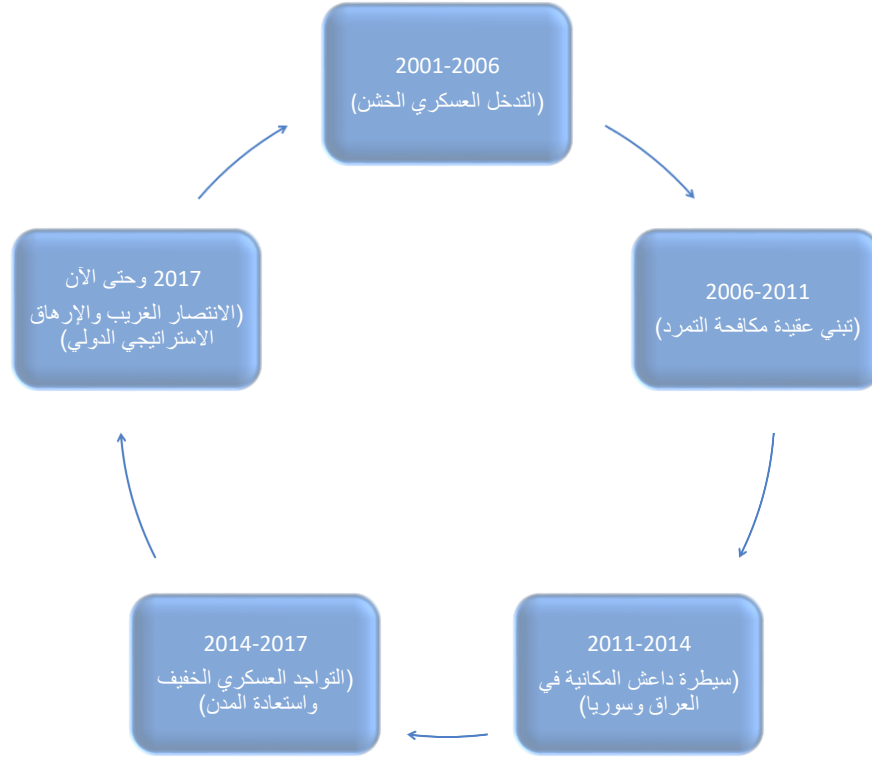 2001-2006
(التدخل العسكري الخشن)
2006-2011
(تبني عقيدة مكافحة التمرد)
2011-2014
(سيطرة داعش المكانية في
العراق وسوريا)
2014-2017
(التواجد العسكري الخفيف
واستعادة المدن)
2017 وحتى الآن
(الانتصار الغريب والإرهاق
الاستراتيجي الدولي)